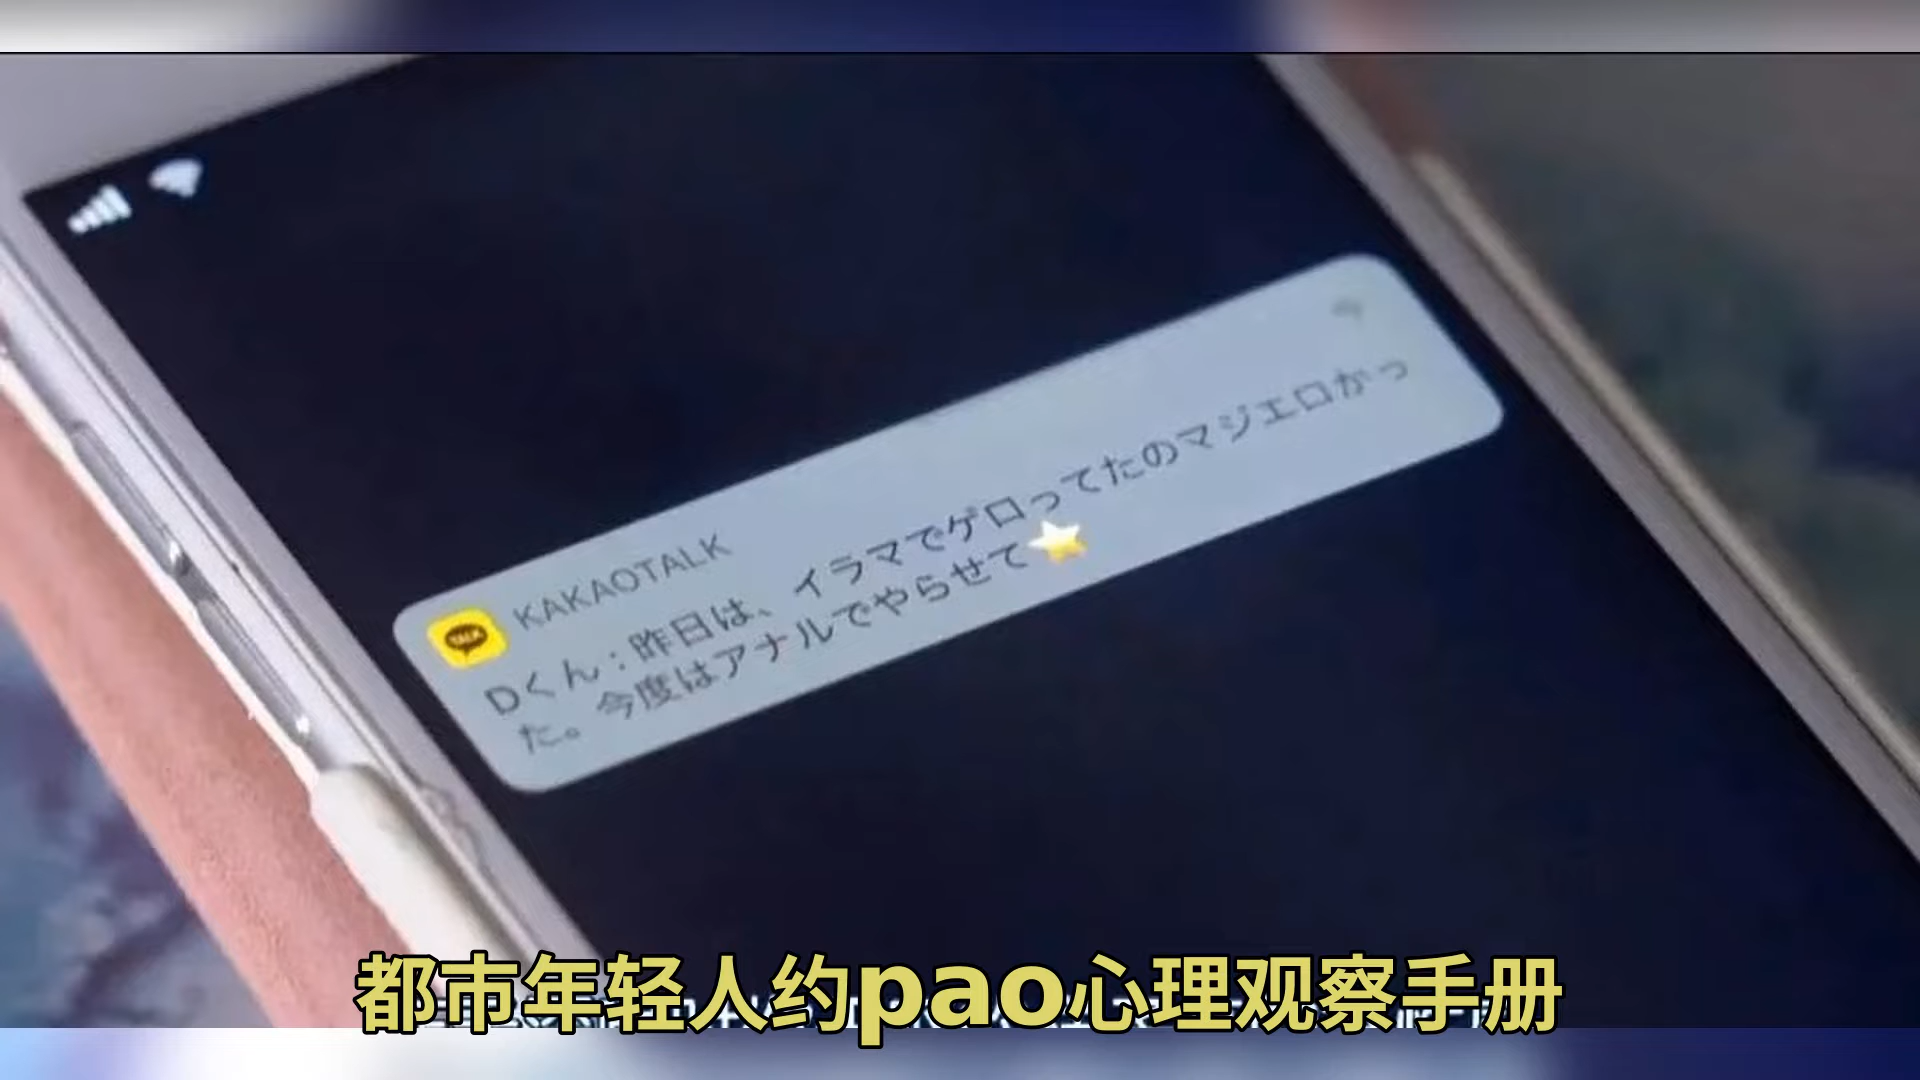 KAKAOTALK
Dくん:昨日は、イラマでゲロってたのマジエロかっ
た。今度はアナルでやらせて⭐
TALK
都市年轻人约pao心理观察手册